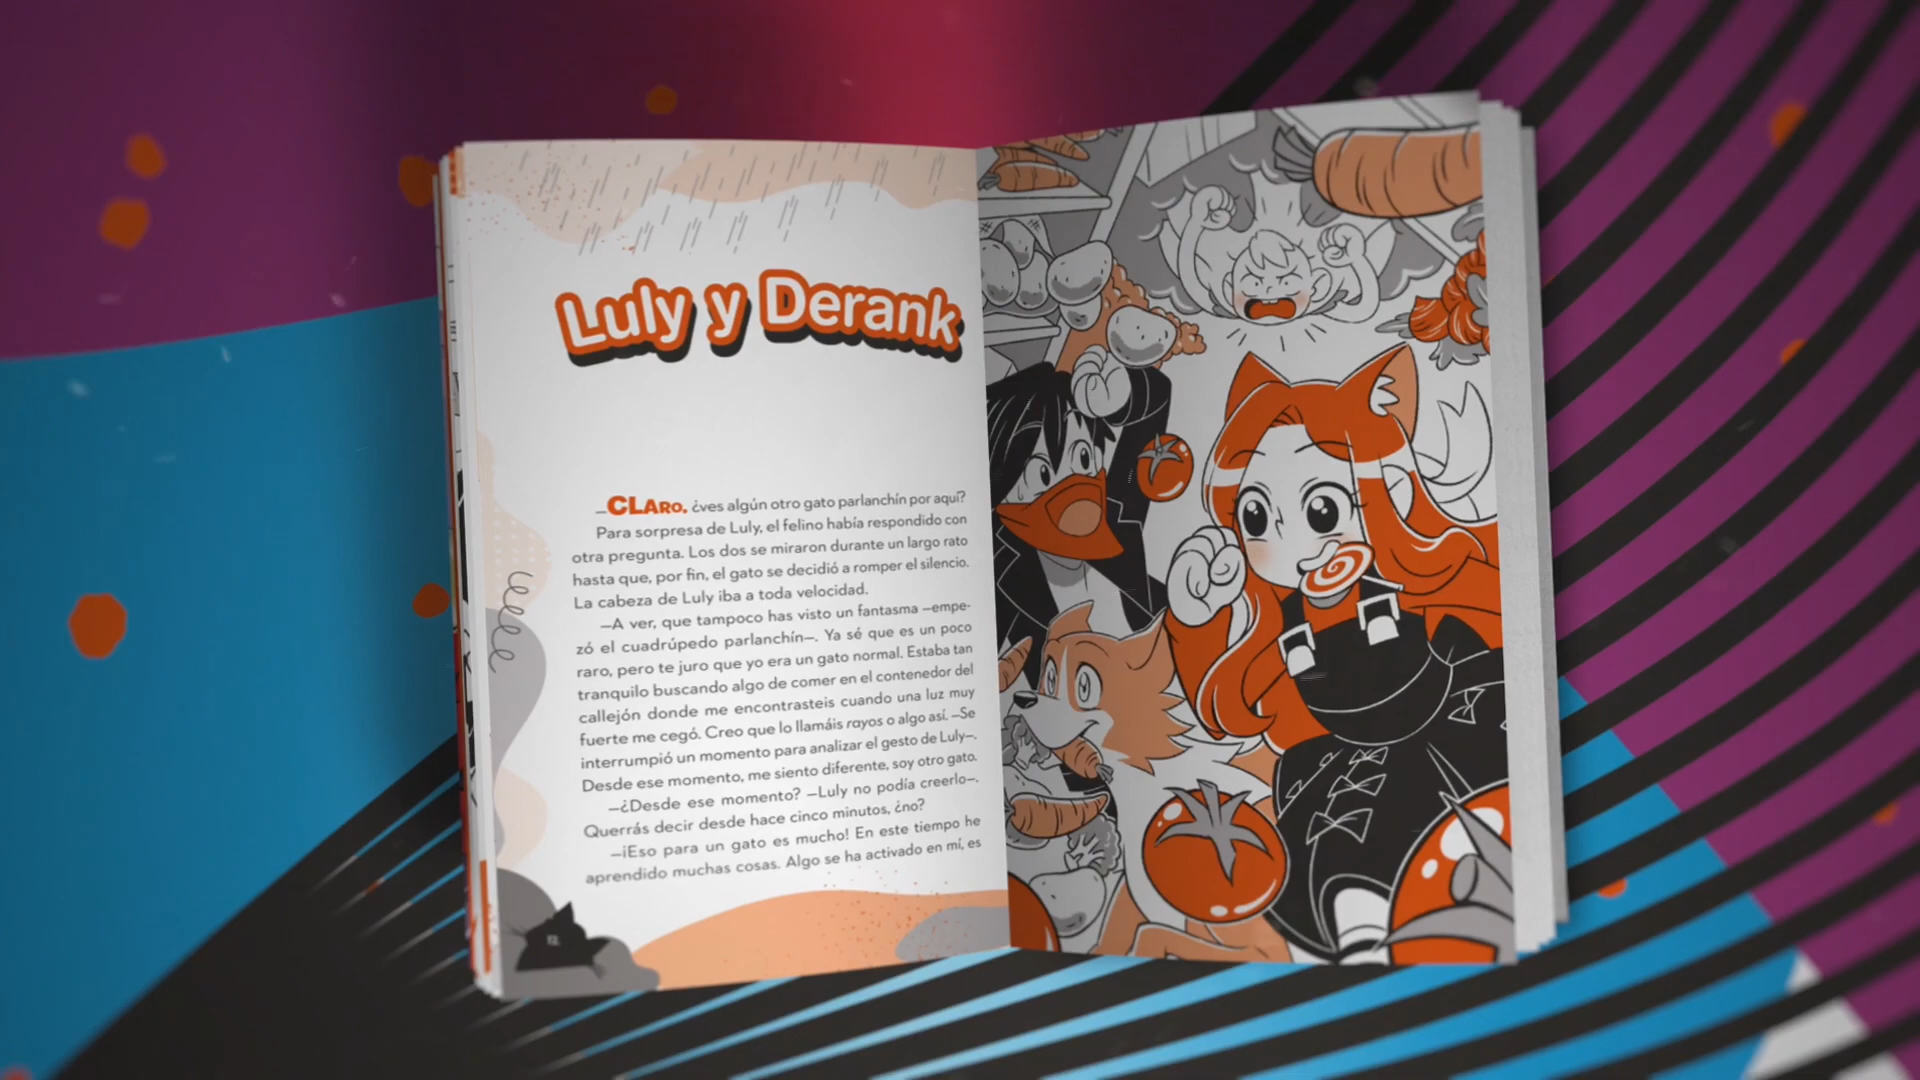 Luly y Derank
—CLARO, ¿ves algún otro gato parlanchín por aquí?
Para sorpresa de Luly, el felino había respondido con
otra pregunta. Los dos se miraron durante un largo rato
hasta que, por fin, el gato se decidió a romper el silencio.
La cabeza de Luly iba a toda velocidad.
—A ver, que tampoco has visto un fantasma —empe-
zó el cuadrúpedo parlanchín—. Ya sé que es un poco
raro, pero te juro que yo era un gato normal. Estaba tan
tranquilo buscando algo de comer en el contenedor del
callejón donde me encontrasteis cuando una luz muy
fuerte me cegó. Creo que lo llamáis rayos o algo así. —Se
interrumpió un momento para analizar el gesto de Luly—.
Desde ese momento, me siento diferente, soy otro gato.
—¿Desde ese momento? —Luly no podía creerlo—.
Querrás decir desde hace cinco minutos, ¿no?
—¡Eso para un gato es mucho! En este tiempo he
aprendido muchas cosas. Algo se ha activado en mí, es
12